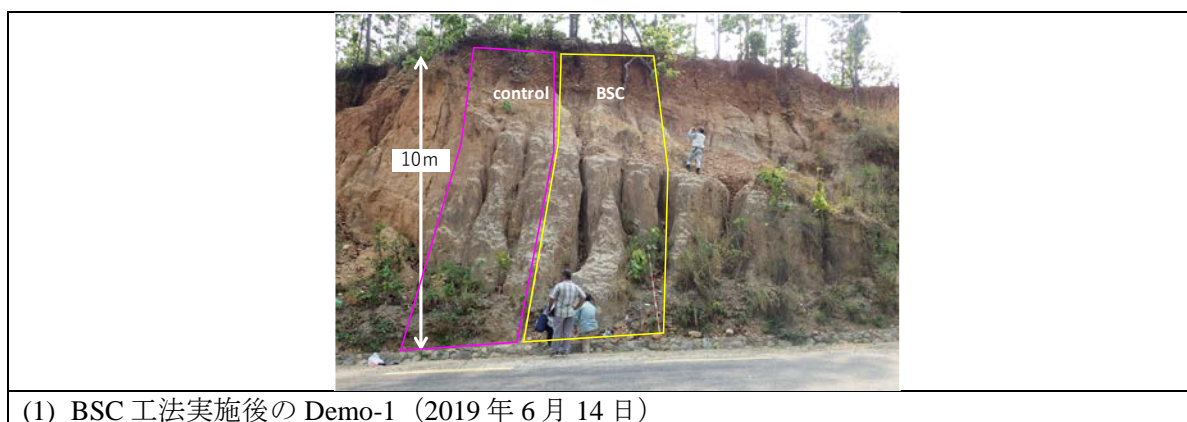 control
BSC
10m
(1) BSC 工法実施後の Demo-1（2019 年 6 月 14 日）